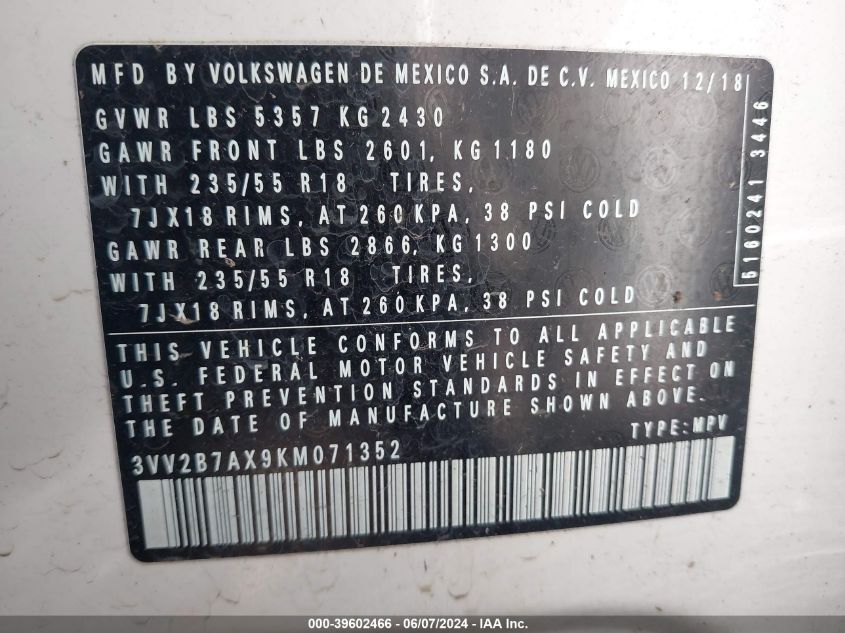 MFD BY VOLKSWAGEN DE MEXICO S.A. DE C.V. MEXICO 12/18
GVWR LBS 5357 KG 2430
GAWR FRONT LBS 2601, KG 1180
WITH 235/55 R18 TIRES,
7JX18 RIMS, AT 260 KPA, 38 PSI COLD
GAWR REAR LBS 2866, KG 1300
WITH 235/55 R18 TIRES,
7JX18 RIMS, AT 260 KPA, 38 PSI COLD
5160241 3446
THIS VEHICLE CONFORMS TO ALL APPLICABLE
U.S. FEDERAL MOTOR VEHICLE SAFETY AND
THEFT PREVENTION STANDARDS IN EFFECT ON
THE DATE OF MANUFACTURE SHOWN ABOVE.
TYPE: MPV
3VV2B7AX9KM071352
000-39602466 - 06/07/2024 - IAA, Inc.